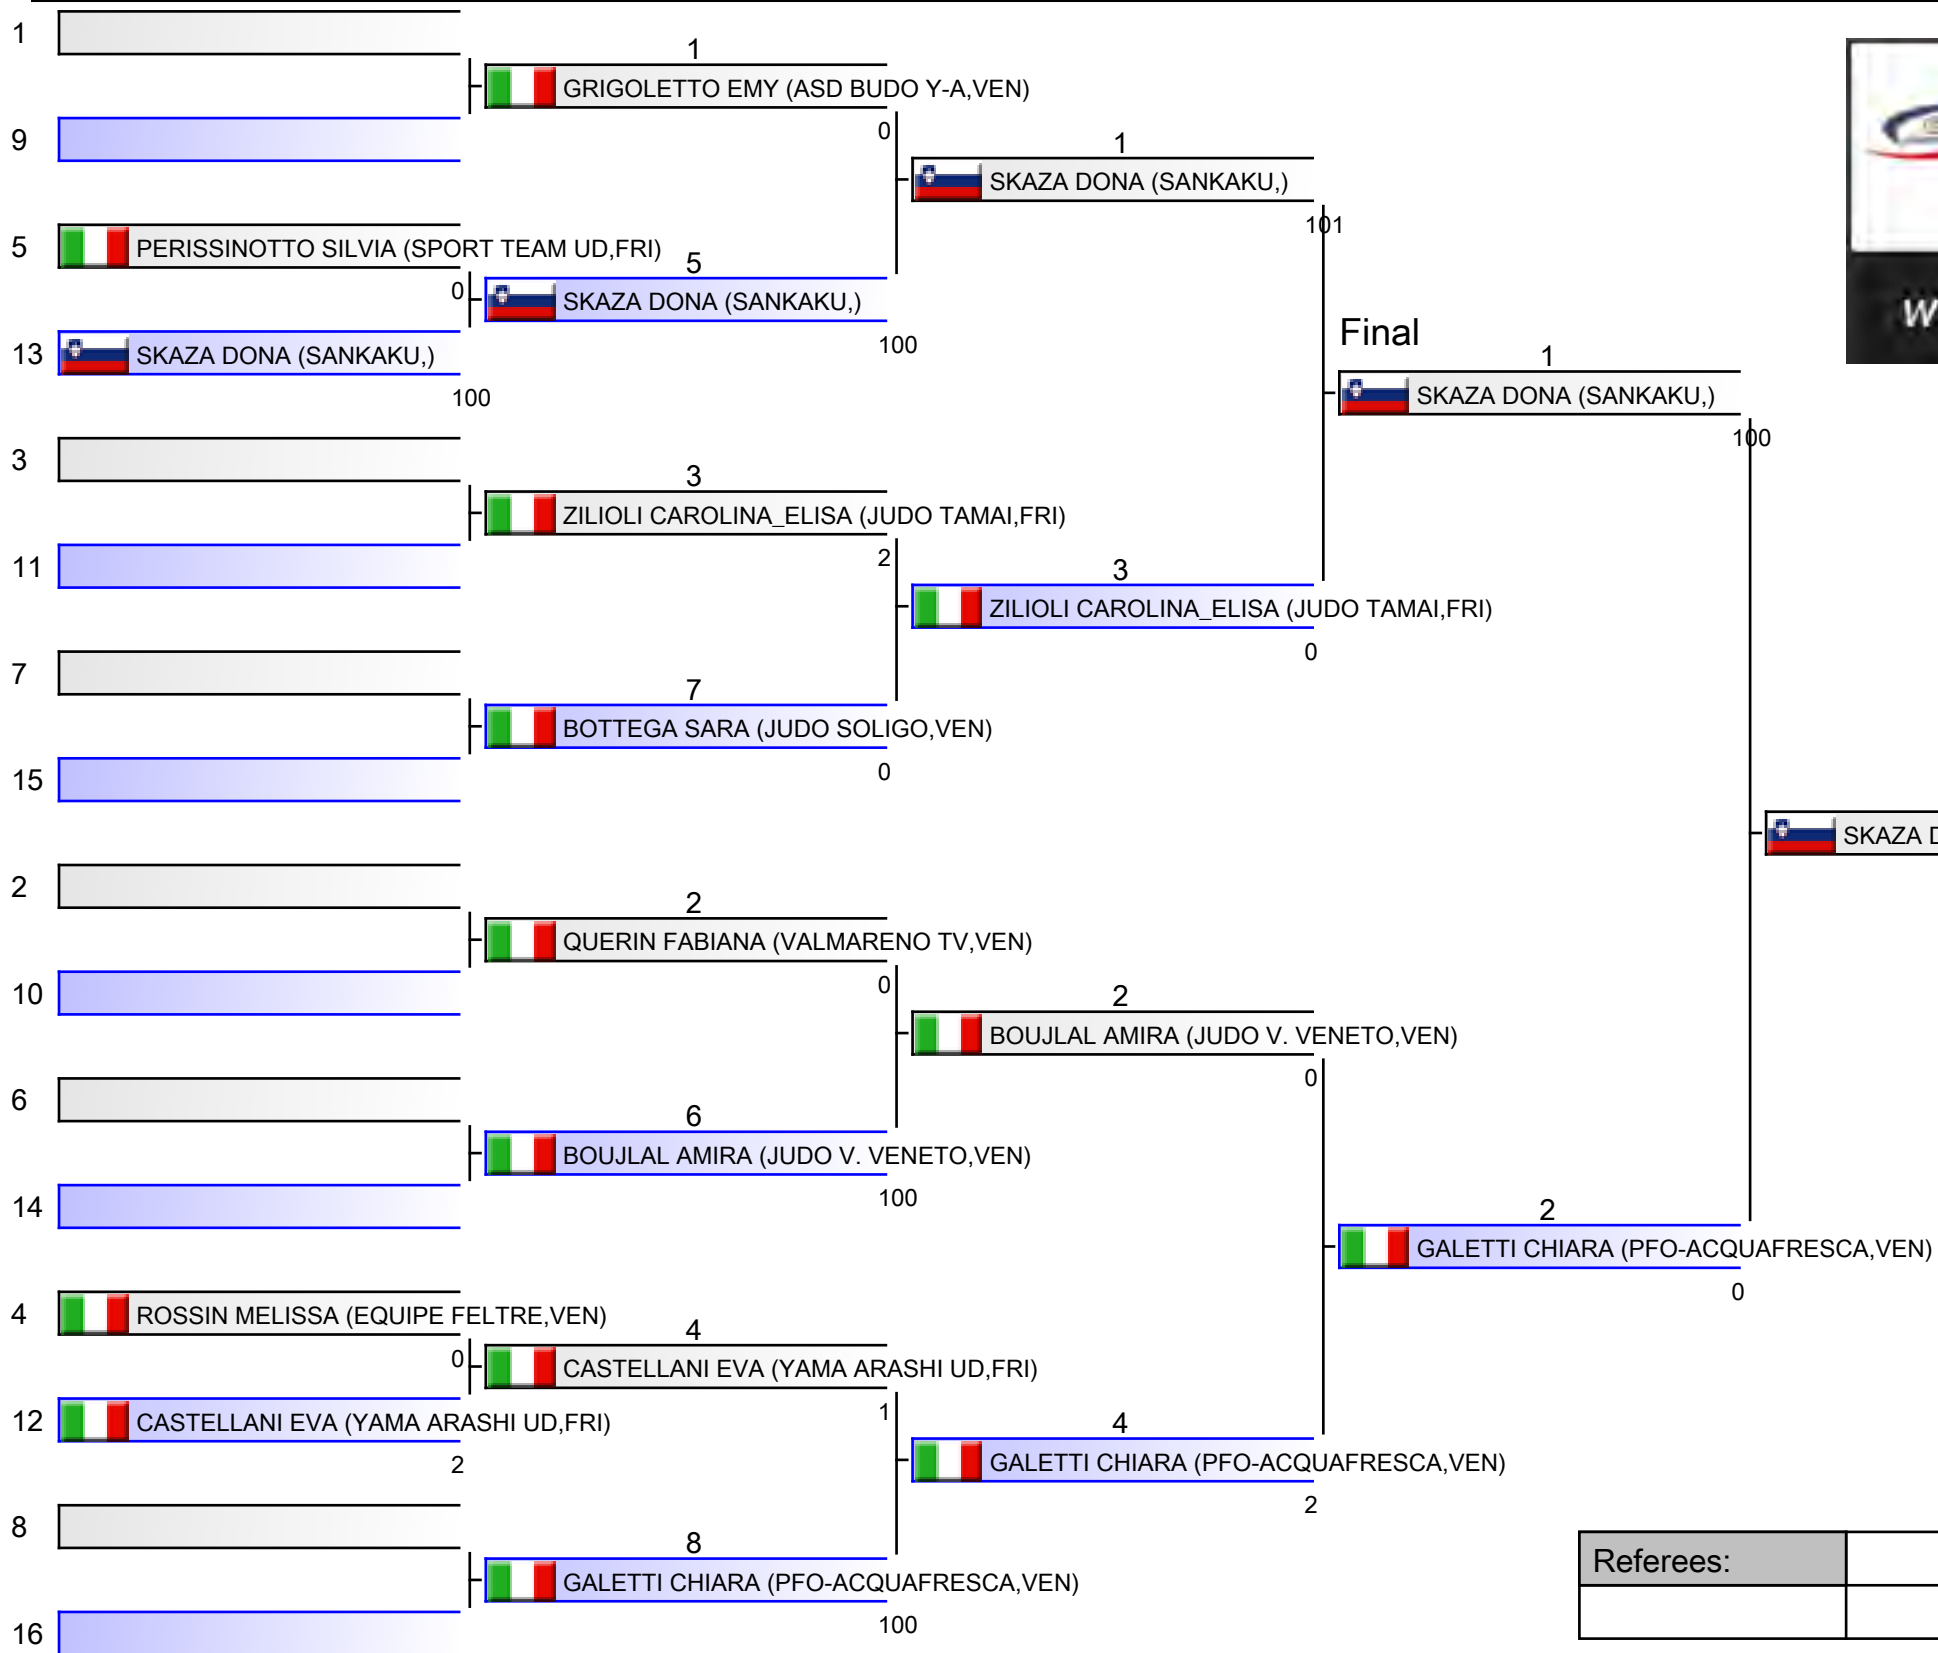 1
1
GRIGOLETTO EMY (ASD BUDO Y-A,VEN)
0
9
1
SKAZA DONA (SANKAKU,)
101
5
PERISSINOTTO SILVIA (SPORT TEAM UD,FRI)
0
5
SKAZA DONA (SANKAKU,)
100
13
SKAZA DONA (SANKAKU,)
100
Final
1
SKAZA DONA (SANKAKU,)
100
3
3
ZILIOLI CAROLINA_ELISA (JUDO TAMAI,FRI)
2
11
3
ZILIOLI CAROLINA_ELISA (JUDO TAMAI,FRI)
0
7
7
BOTTEGA SARA (JUDO SOLIGO,VEN)
0
15
SKAZA
2
2
QUERIN FABIANA (VALMARENO TV,VEN)
0
10
2
BOUJLAL AMIRA (JUDO V. VENETO,VEN)
0
6
6
BOUJLAL AMIRA (JUDO V. VENETO,VEN)
100
14
2
GALETTI CHIARA (PFO-ACQUAFRESCA,VEN)
0
4
ROSSIN MELISSA (EQUIPE FELTRE,VEN)
0
4
CASTELLANI EVA (YAMA ARASHI UD,FRI)
1
12
CASTELLANI EVA (YAMA ARASHI UD,FRI)
2
4
GALETTI CHIARA (PFO-ACQUAFRESCA,VEN)
2
8
8
GALETTI CHIARA (PFO-ACQUAFRESCA,VEN)
100
16
Referees: